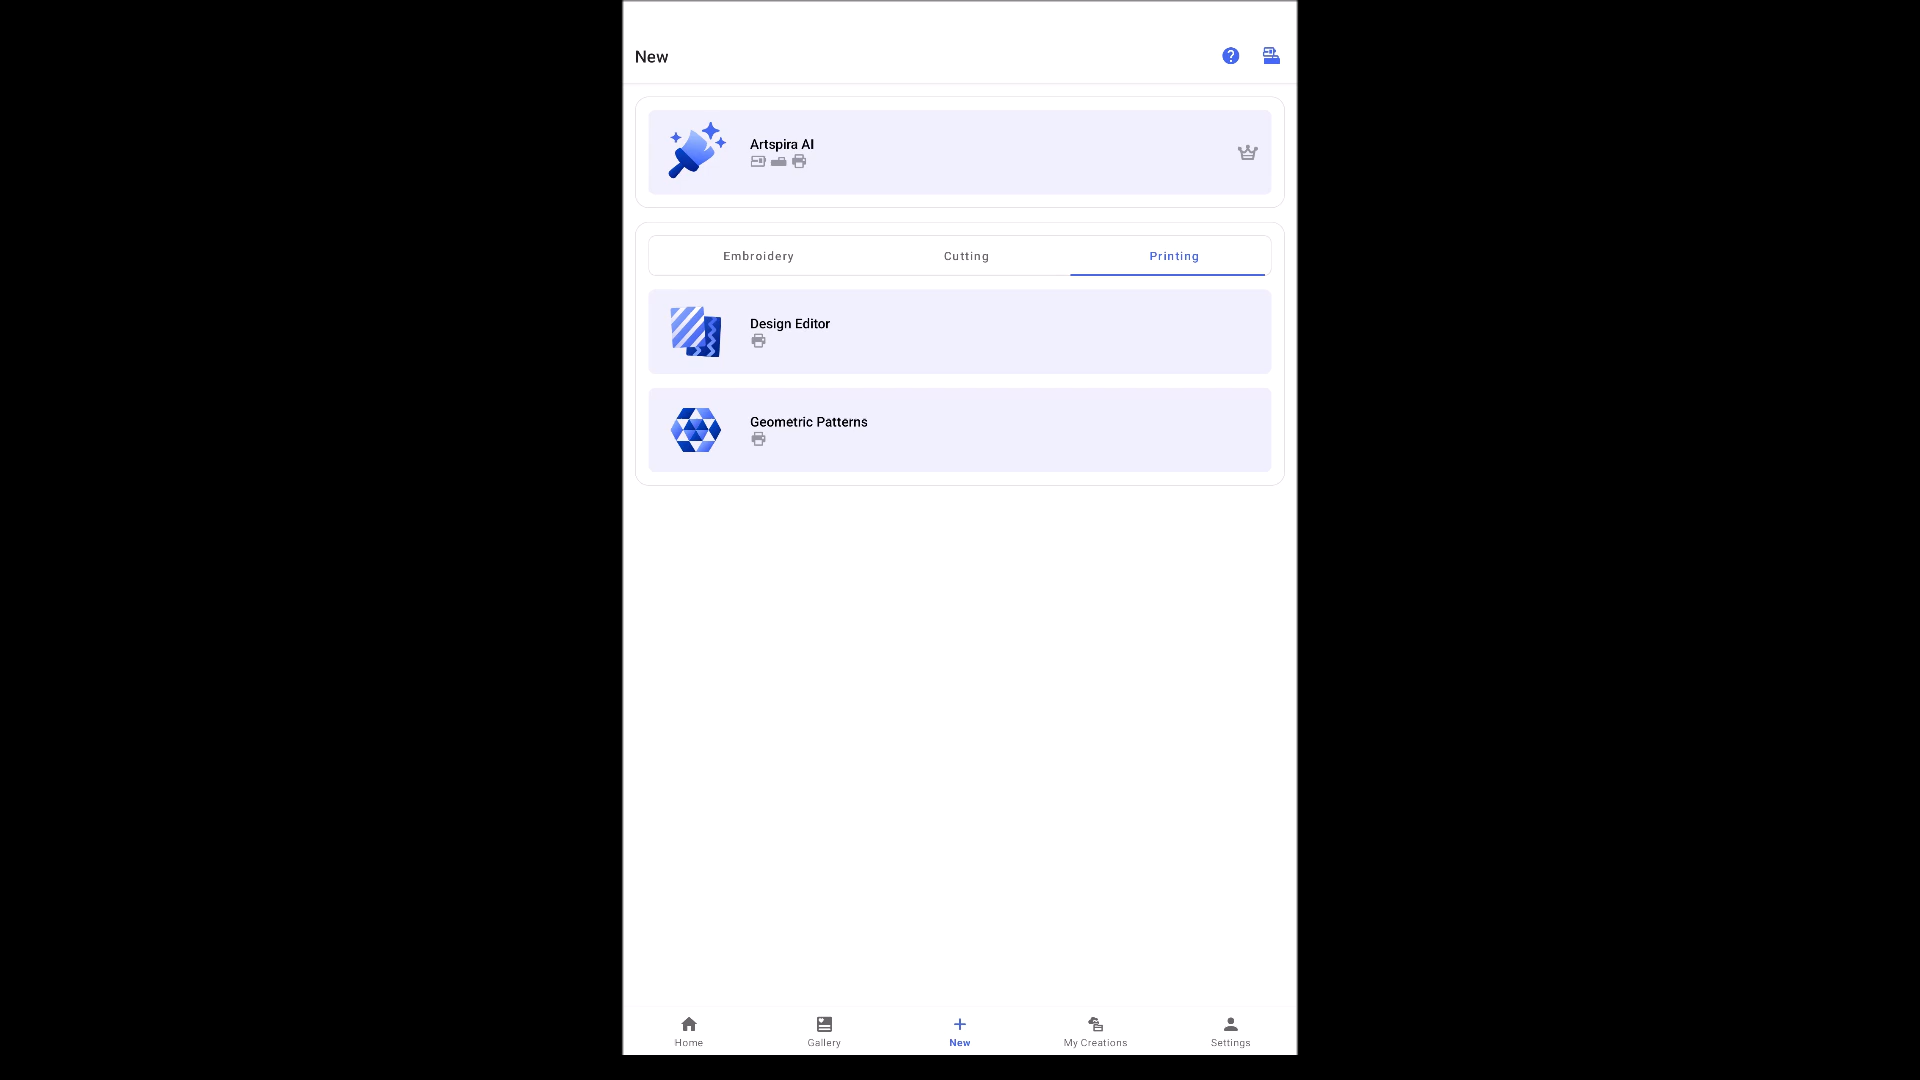 New
Artspira AI
Embroidery
Cutting
Printing
Design Editor
Geometric Patterns
Home
Gallery
New
My Creations
Settings